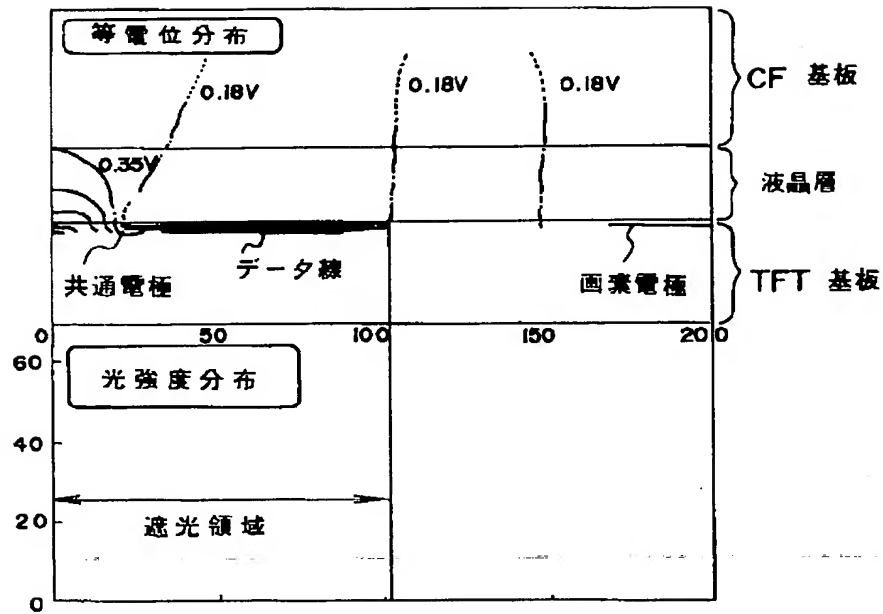 等電位分布
0.18V
0.18V
0.18V
CF 基板
0.35V
液晶層
共通電極
データ線
画素電極
TFT 基板
0
50
100
150
200
60
光強度分布
40
遮光領域
20
0